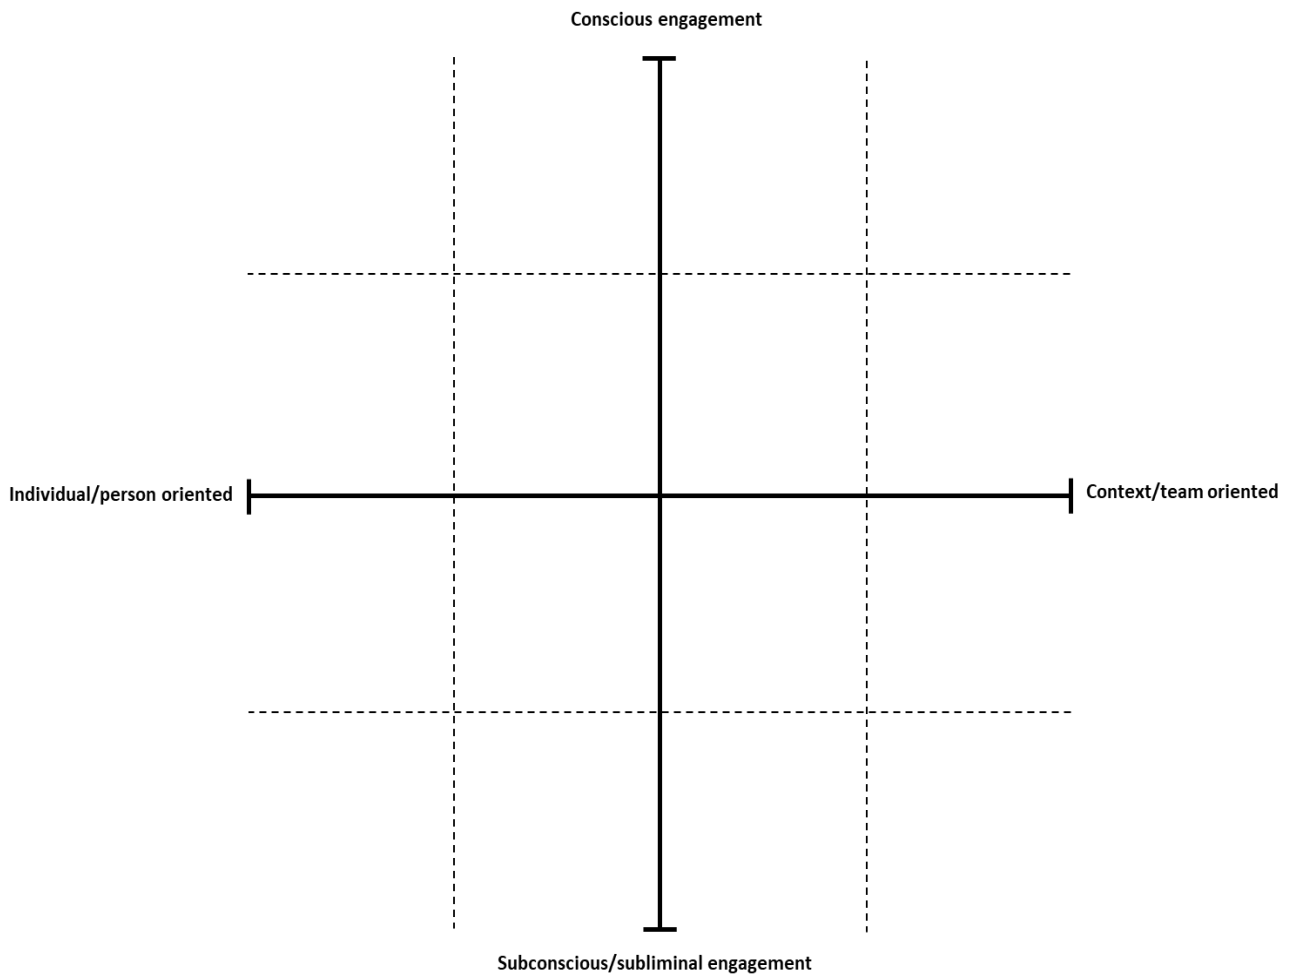 Conscious engagement
Individual/person oriented
Context/team oriented
Subconscious/subliminal engagement